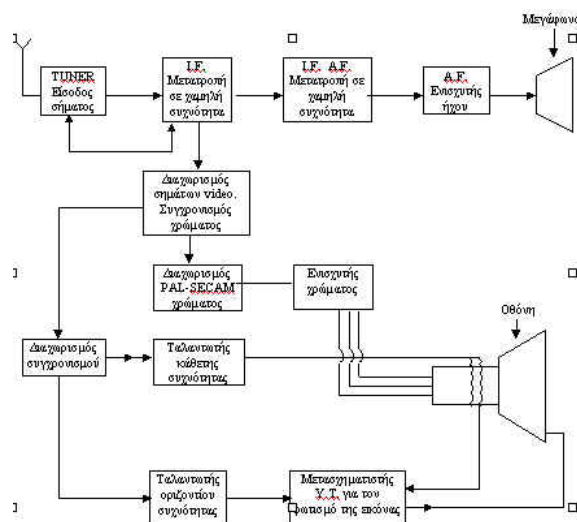 Μεγάφωνο
TUNER
Είσοδος
σήματος
I.F.
Μετατροπή
σε χαμηλή
συχνότητα
I.F. A.F.
Μετατροπή σε
χαμηλή
συχνότητα
A.F.
Ενισχυτής
ήχου
Διαχωρισμός
σημάτων video.
Συγχρονισμός
χρώματος
Διαχωρισμός
PAL-SECAM
χρώματος
Ενισχυτής
χρώματος
Οθόνη
Διαχωρισμός
συγχρονισμού
Ταλαντωτής
κάθετης
συχνότητας
Ταλαντωτής
οριζοντίου
συχνότητας
Μετασχηματιστής
Υ.Τ. για τον
φωτισμό της εικόνας